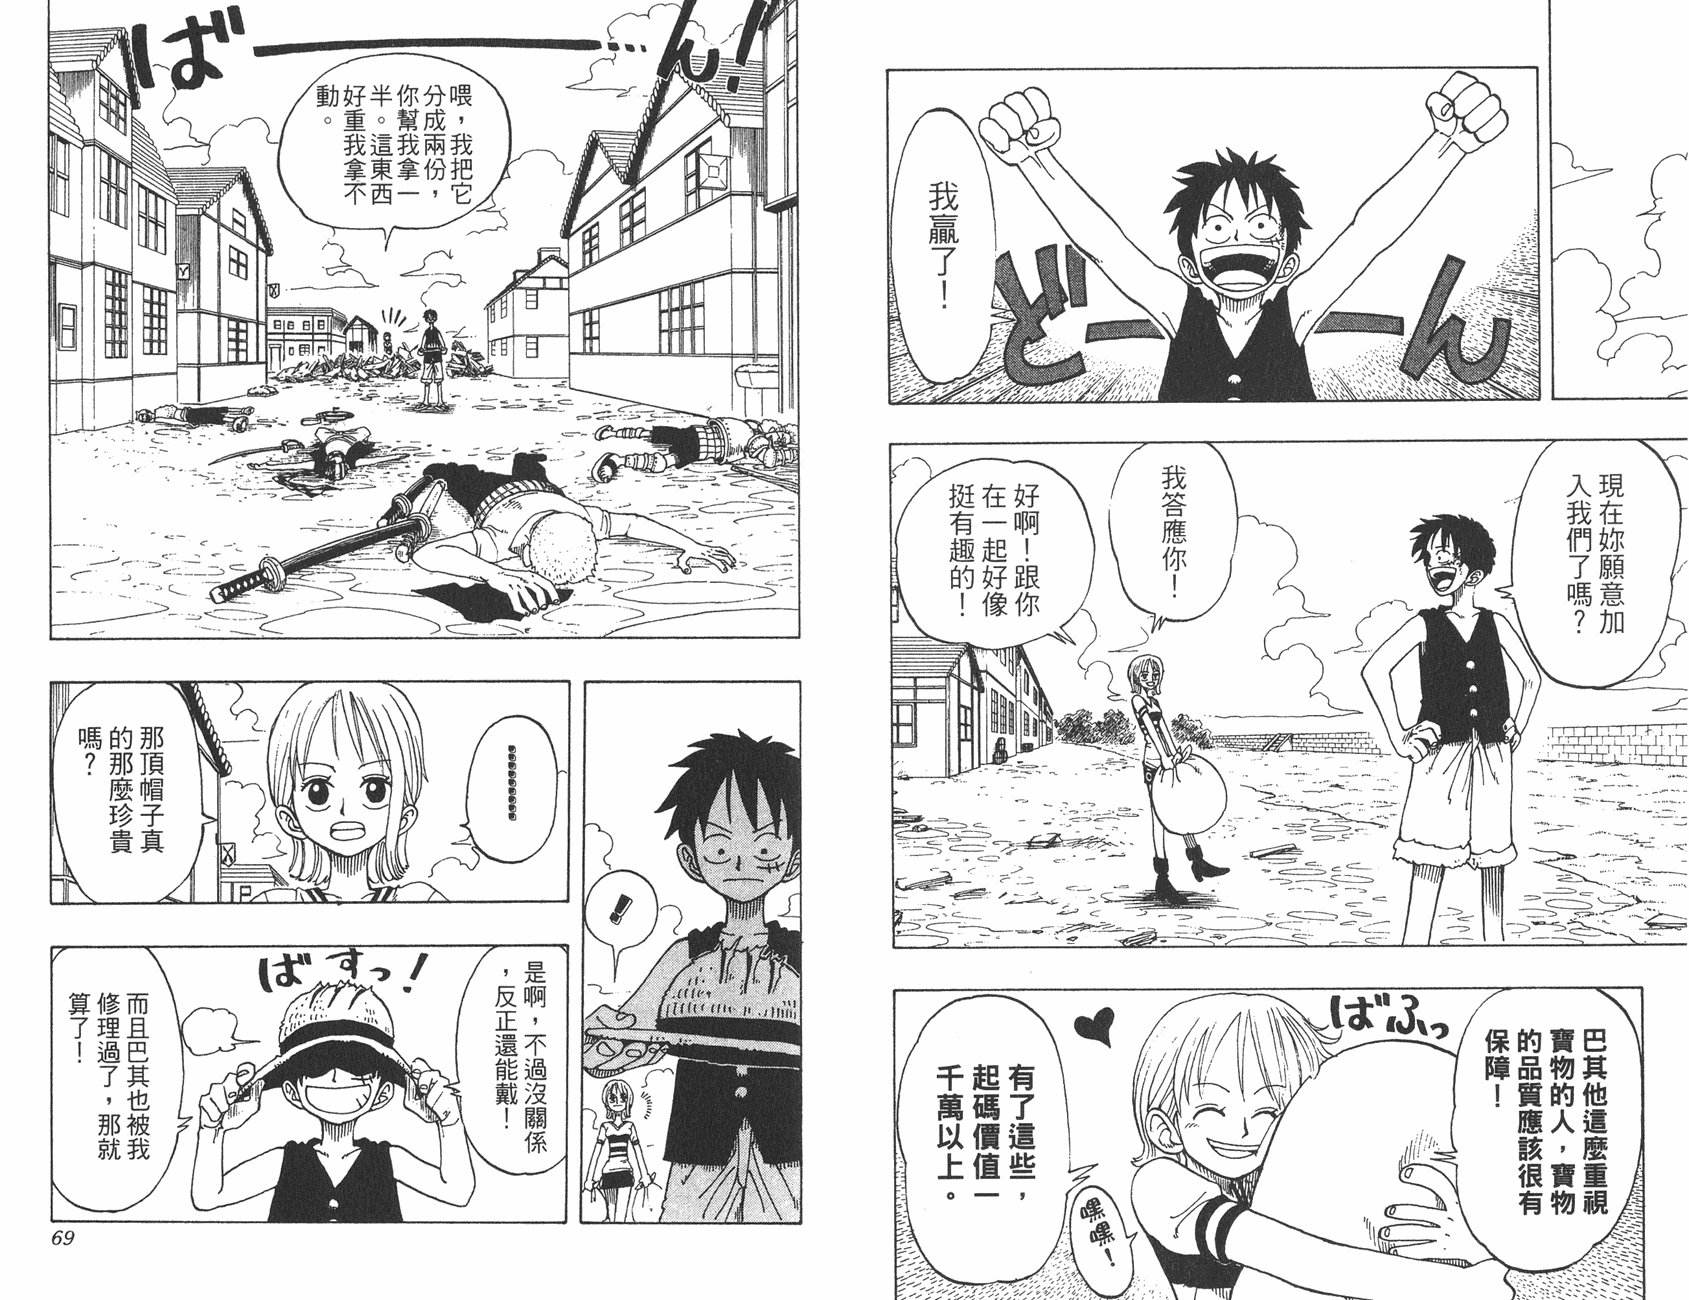 我贏了！
どーーん
現在妳願意加
入我們了嗎？
我答應你！
好啊！跟你
在一起好像
挺有趣的！
ばふっ
巴其他這麼重視
寶物的人，寶物
的品質應該很有
保障！
有了這些，
起碼價值一
千萬以上。
嘿
嘿！
ばーー…ん！
喂，我把它
分成兩份，
你幫我拿一
半。這東西
好重我拿不
動。
！
…………
那頂帽子真
的那麼珍貴
嗎？
ばすっ！
是啊，不過沒關係
，反正還能戴！
而且巴其也被我
修理過了，那就
算了！
69